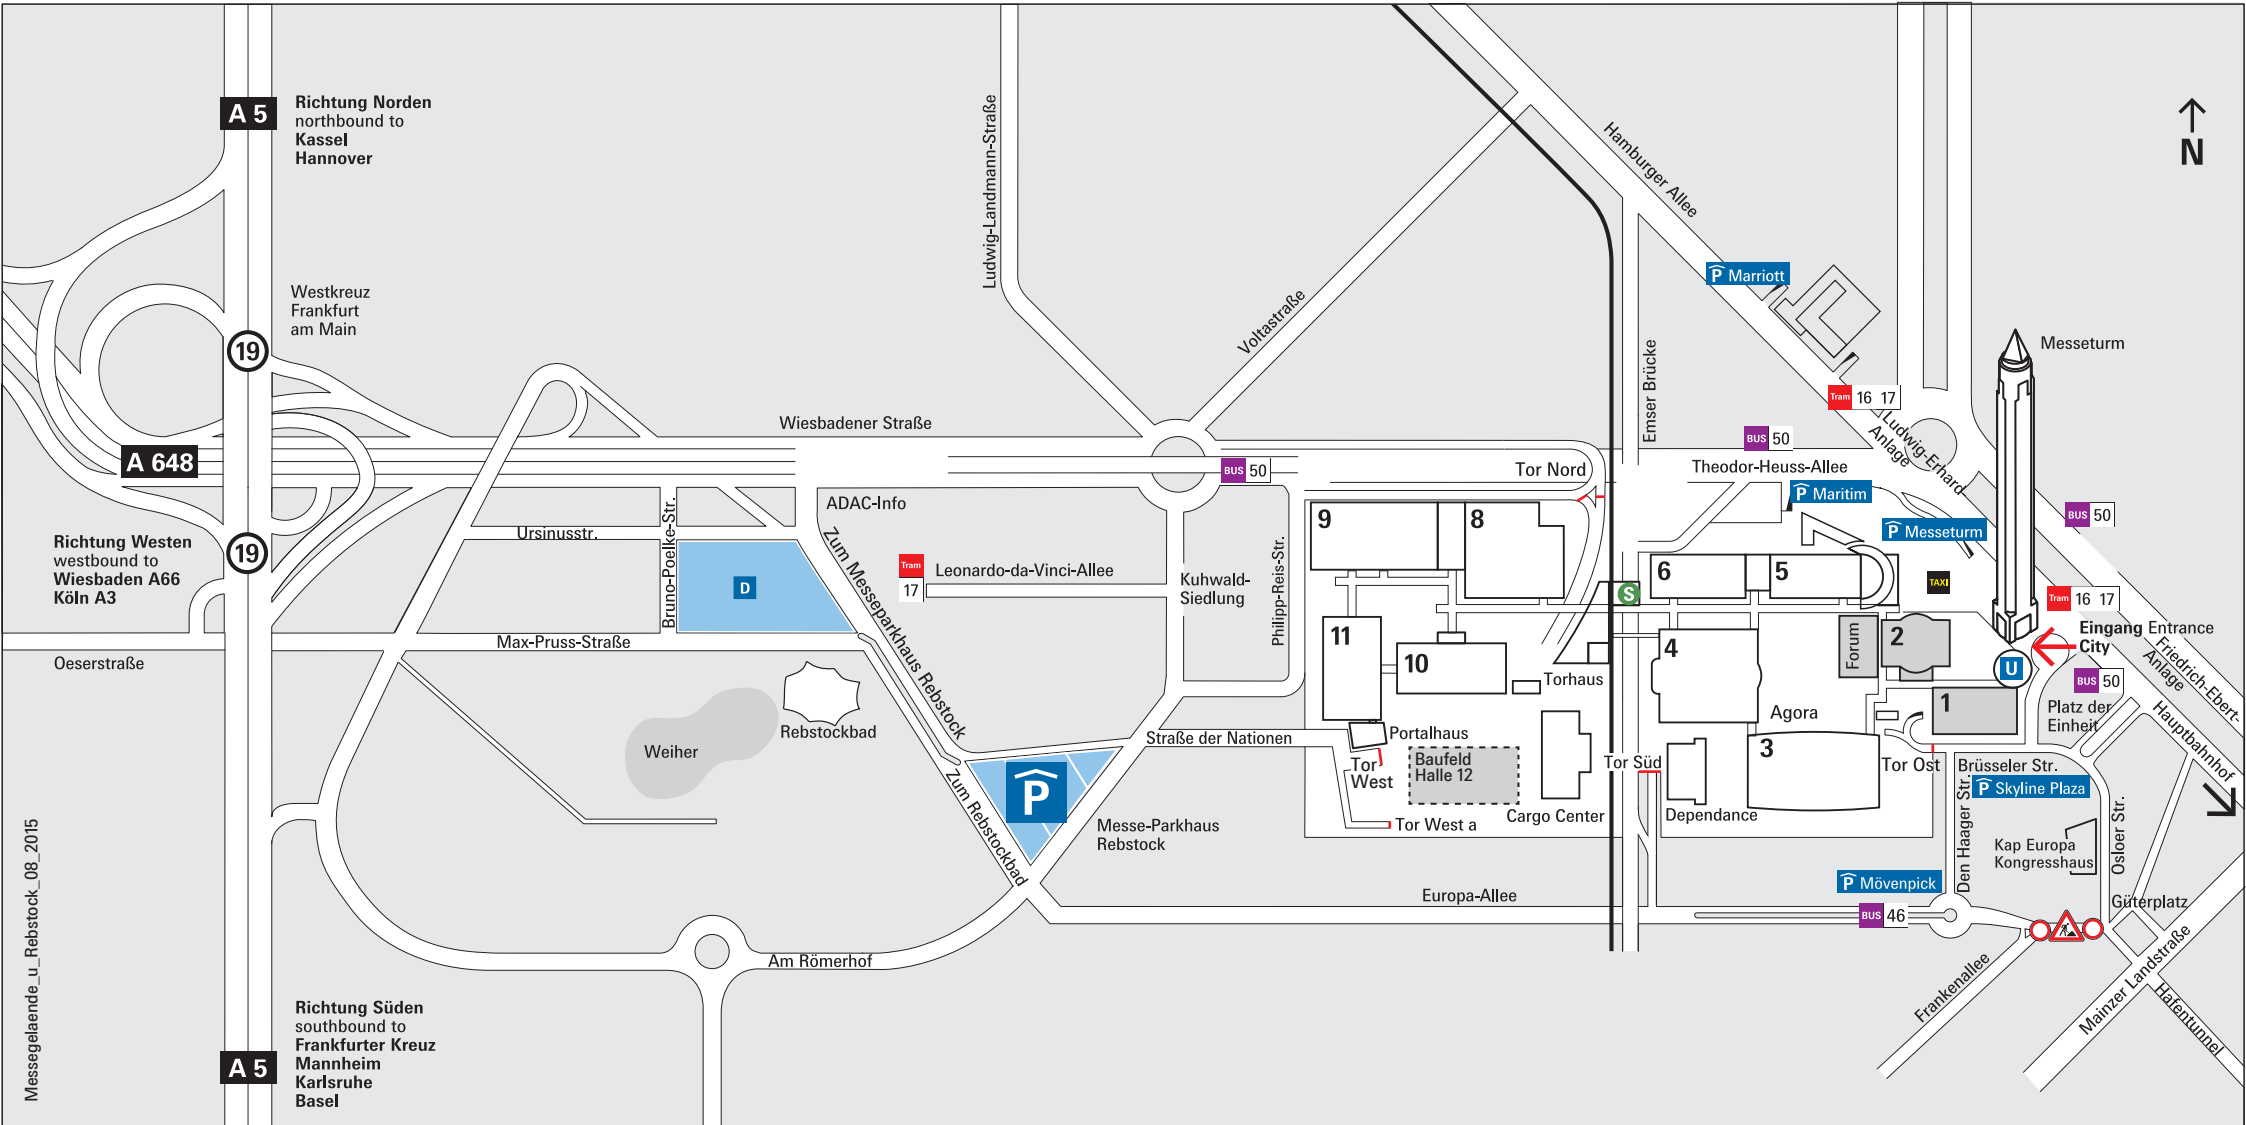 A 5
Richtung Norden
northbound to
Kassel
Hannover
N
Ludwig-Landmann-Straße
Hamburger Allee
P Marriott
Westkreuz
Frankfurt
am Main
19
Voltastraße
Emser Brücke
Messeturm
Tram 16 17
Wiesbadener Straße
Ludwig-Erhard-
Anlage
BUS 50
A 648
BUS 50
Tor Nord
Theodor-Heuss-Allee
P Maritim
ADAC-Info
BUS 50
9
8
P Messeturm
Ursinusstr.
Bruno-Poelke-Str.
Zum Messeparkhaus Rebstock
Richtung Westen
westbound to
Wiesbaden A66
Köln A3
19
Tram
17
Leonardo-da-Vinci-Allee
Kuhwald-
Siedlung
Philipp-Reis-Str.
6
5
TAXI
D
S
Tram 16 17
Max-Pruss-Straße
Oeserstraße
11
10
4
Forum
2
Eingang Entrance
City
U
Friedrich-Ebert-
Anlage
BUS 50
Torhaus
1
Platz der
Einheit
Hauptbahnhof
Agora
Weiher
Rebstockbad
Straße der Nationen
Portalhaus
Tor
West
Baufeld
Halle 12
Tor Süd
3
Tor Ost
Brüsseler Str.
P Skyline Plaza
P
Zum Rebstockbad
Messe-Parkhaus
Rebstock
Tor West a
Cargo Center
Dependance
Den Haager Str.
Osloer Str.
Kap Europa
Kongresshaus
P Mövenpick
Europa-Allee
BUS 46
Güterplatz
Am Römerhof
Frankenallee
Mainzer Landstraße
Hafentunnel
Richtung Süden
southbound to
Frankfurter Kreuz
Mannheim
Karlsruhe
Basel
A 5
Messegelaende_u_Rebstock_08_2015